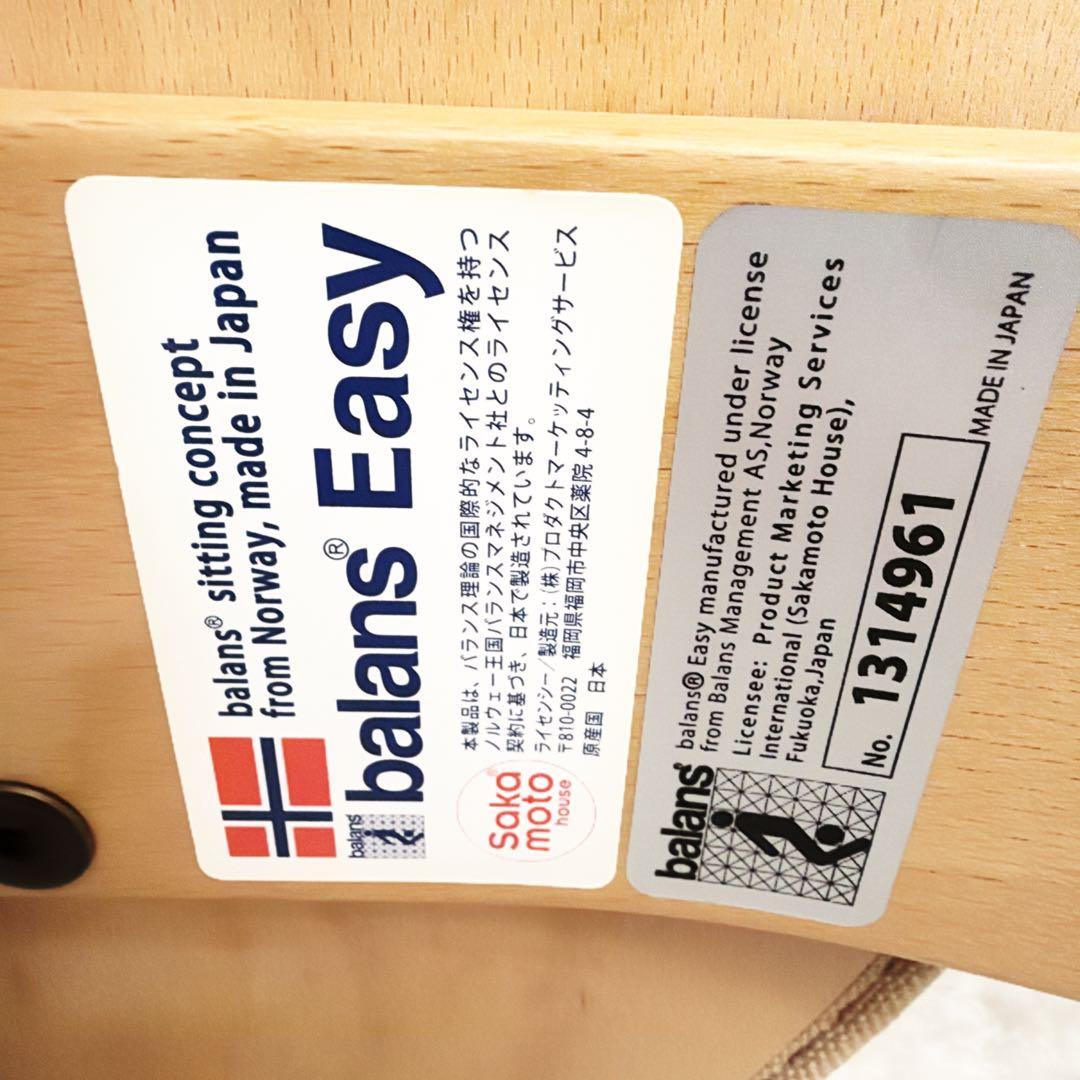 balans® sitting concept
from Norway, made in Japan
balans
balans® Easy
Saka®
moto
house
本製品は、バランス理論の国際的なライセンス権を持つ
ノルウェー王国バランスマネジメント社とのライセンス
契約に基づき、日本で製造されています。
ライセンシー／製造元：(株)プロダクトマーケッティングサービス
〒810-0022 福岡県福岡市中央区薬院 4-8-4
原産国 日本
balans®
balans® Easy manufactured under license
from Balans Management AS,Norway
Licensee: Product Marketing Services
International (Sakamoto House),
Fukuoka,Japan
No. 1314961
MADE IN JAPAN